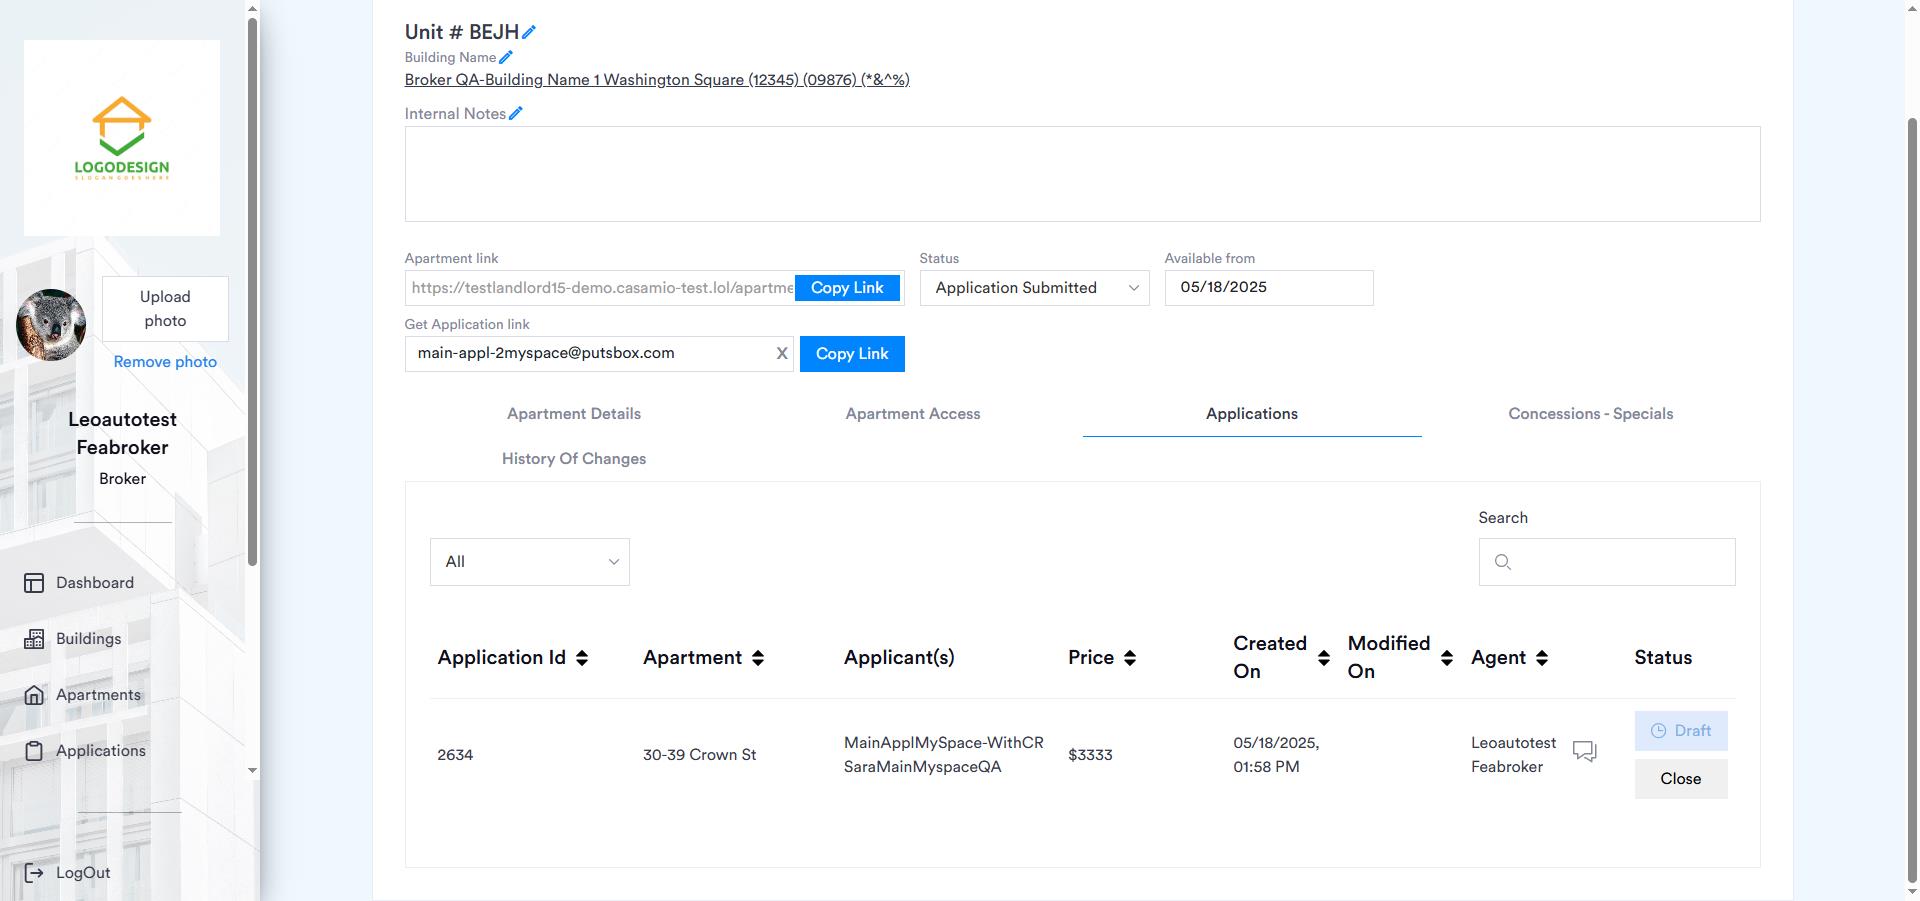 LOGODESIGN
SLOGANGOESHERE
Upload
photo
Remove photo
Leoautotest
Feabroker
Broker
Dashboard
Buildings
Apartments
Applications
LogOut
Unit # BEJH
Building Name
Broker QA-Building Name 1 Washington Square (12345) (09876) (*&^%)
Internal Notes
Apartment link
https://testlandlord15-demo.casamio-test.lol/apartme
Copy Link
Status
Application Submitted
Available from
05/18/2025
Get Application link
main-appl-2myspace@putsbox.com
X
Copy Link
Apartment Details
Apartment Access
Applications
Concessions - Specials
History Of Changes
All
Search
Application Id
Apartment
Applicant(s)
Price
Created
On
Modified
On
Agent
Status
2634
30-39 Crown St
MainApplMySpace-WithCR
SaraMainMyspaceQA
$3333
05/18/2025,
01:58 PM
Leoautotest
Feabroker
Draft
Close